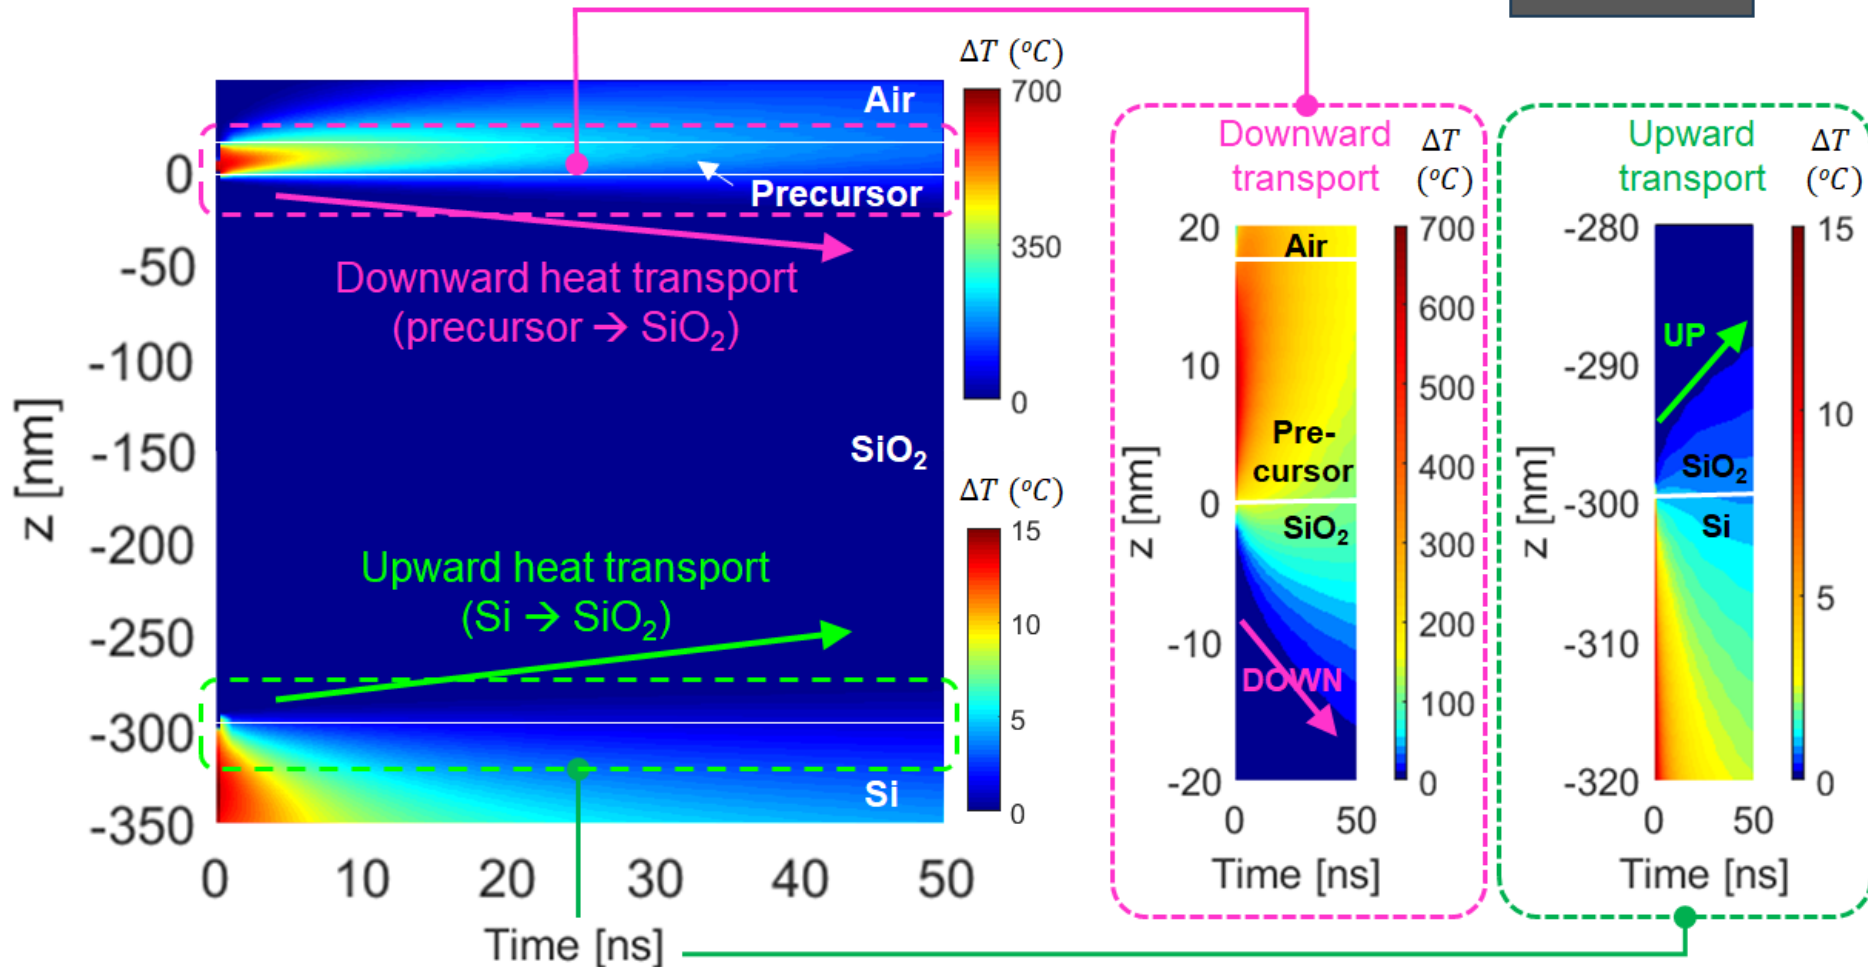 ΔT (°C)
700
350
0
Air
Precursor
Downward heat transport
(precursor → SiO₂)
SiO₂
ΔT (°C)
15
10
5
0
Upward heat transport
(Si → SiO₂)
Si
z [nm]
0
-50
-100
-150
-200
-250
-300
-350
0
10
20
30
40
50
Time [ns]
Downward
transport
ΔT
(°C)
700
600
500
400
300
200
100
0
z [nm]
20
10
0
-10
-20
Air
Pre-
cursor
SiO₂
DOWN
0
50
Time [ns]
Upward
transport
ΔT
(°C)
15
10
5
0
z [nm]
-280
-290
-300
-310
-320
UP
SiO₂
Si
0
50
Time [ns]